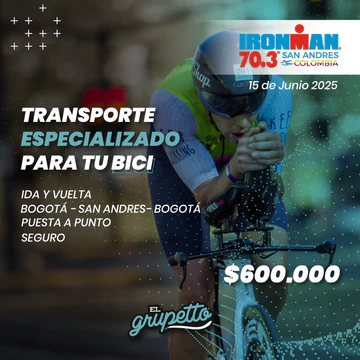 IRONMAN
70.3 SAN ANDRES
COLOMBIA
15 de Junio 2025
TRANSPORTE
ESPECIALIZADO
PARA TU BICI
IDA Y VUELTA
BOGOTÁ - SAN ANDRES- BOGOTÁ
PUESTA A PUNTO
SEGURO
$600.000
EL
grupetto